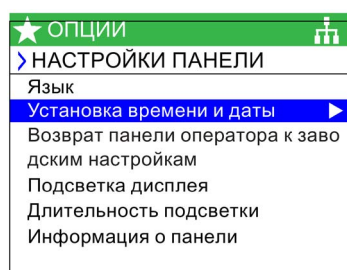 ОПЦИИ
НАСТРОЙКИ ПАНЕЛИ
Язык
Установка времени и даты
Возврат панели оператора к заво
дским настройкам
Подсветка дисплея
Длительность подсветки
Информация о панели